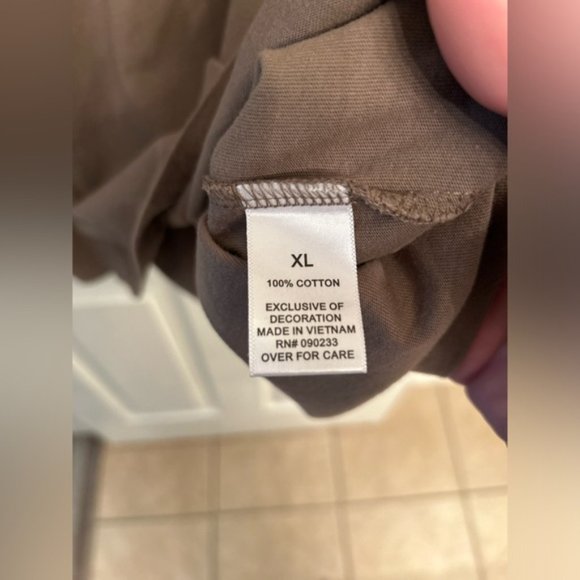 XL
100% COTTON
EXCLUSIVE OF
DECORATION
MADE IN VIETNAM
RN# 090233
OVER FOR CARE